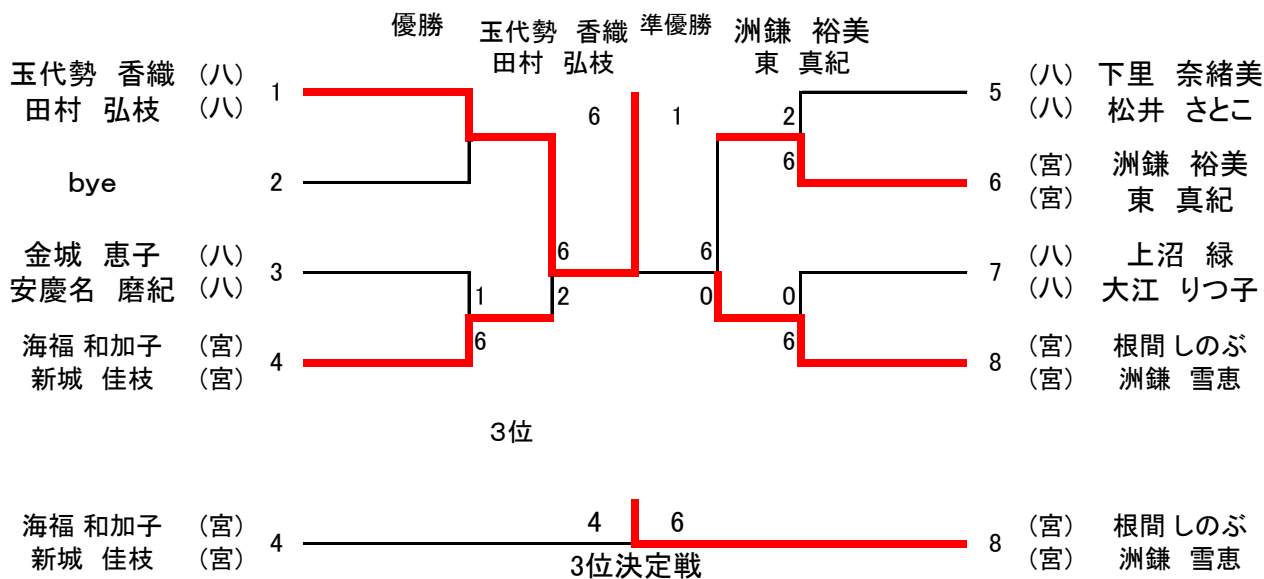 優勝 玉代勢 香織 準優勝 洲鎌 裕美
田村 弘枝 東 真紀
玉代勢 香織 (八) 1
田村 弘枝 (八)
6 1
2
5 (八) 下里 奈緒美
(八) 松井 さとこ
bye 2
6
6 (宮) 洲鎌 裕美
(宮) 東 真紀
金城 恵子 (八) 3
安慶名 磨紀 (八)
6 6
1 2 0 0
7 (八) 上沼 緑
(八) 大江 りつ子
海福 和加子 (宮) 4
新城 佳枝 (宮)
6 6
8 (宮) 根間 しのぶ
(宮) 洲鎌 雪恵
3位
海福 和加子 (宮) 4
新城 佳枝 (宮)
4 6
3位決定戦
8 (宮) 根間 しのぶ
(宮) 洲鎌 雪恵